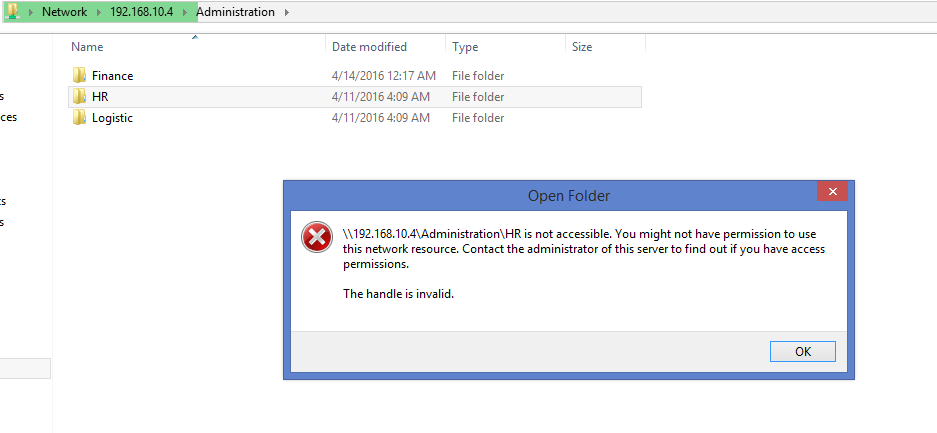 Network 192.168.10.4 Administration
Name Date modified Type Size
Finance 4/14/2016 12:17 AM File folder
s HR 4/11/2016 4:09 AM File folder
ces Logistic 4/11/2016 4:09 AM File folder
ts
s
Open Folder
\\192.168.10.4\Administration\HR is not accessible. You might not have permission to use
this network resource. Contact the administrator of this server to find out if you have access
permissions.
The handle is invalid.
OK